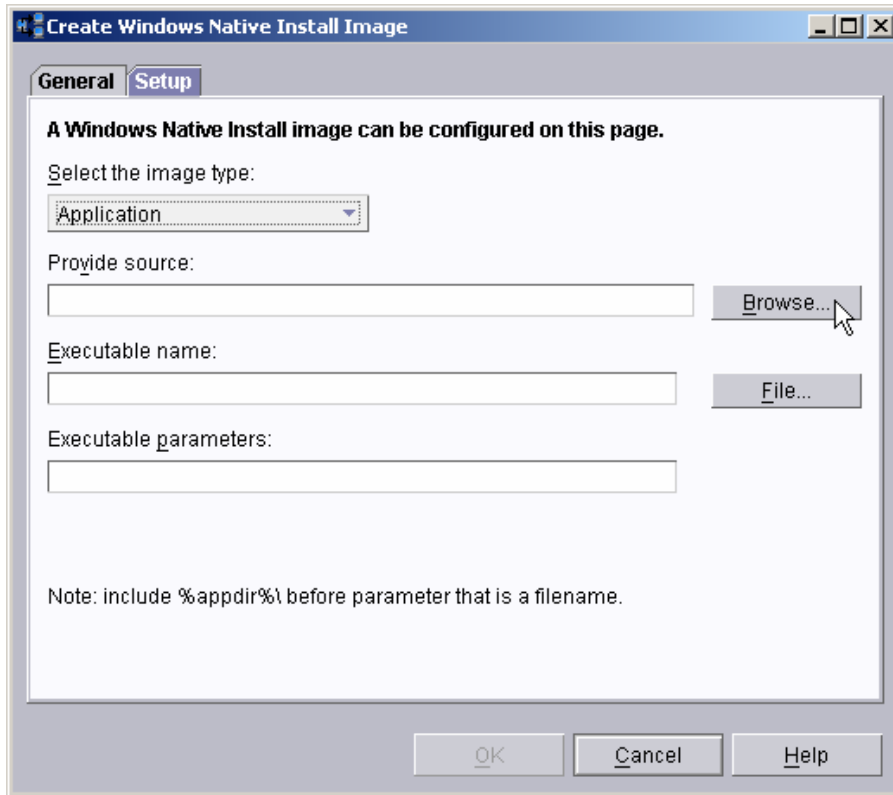 Create Windows Native Install Image
General Setup
A Windows Native Install image can be configured on this page.
Select the image type:
Application
Provide source:
Browse...
Executable name:
File...
Executable parameters:
Note: include %appdir%\ before parameter that is a filename.
OK Cancel Help